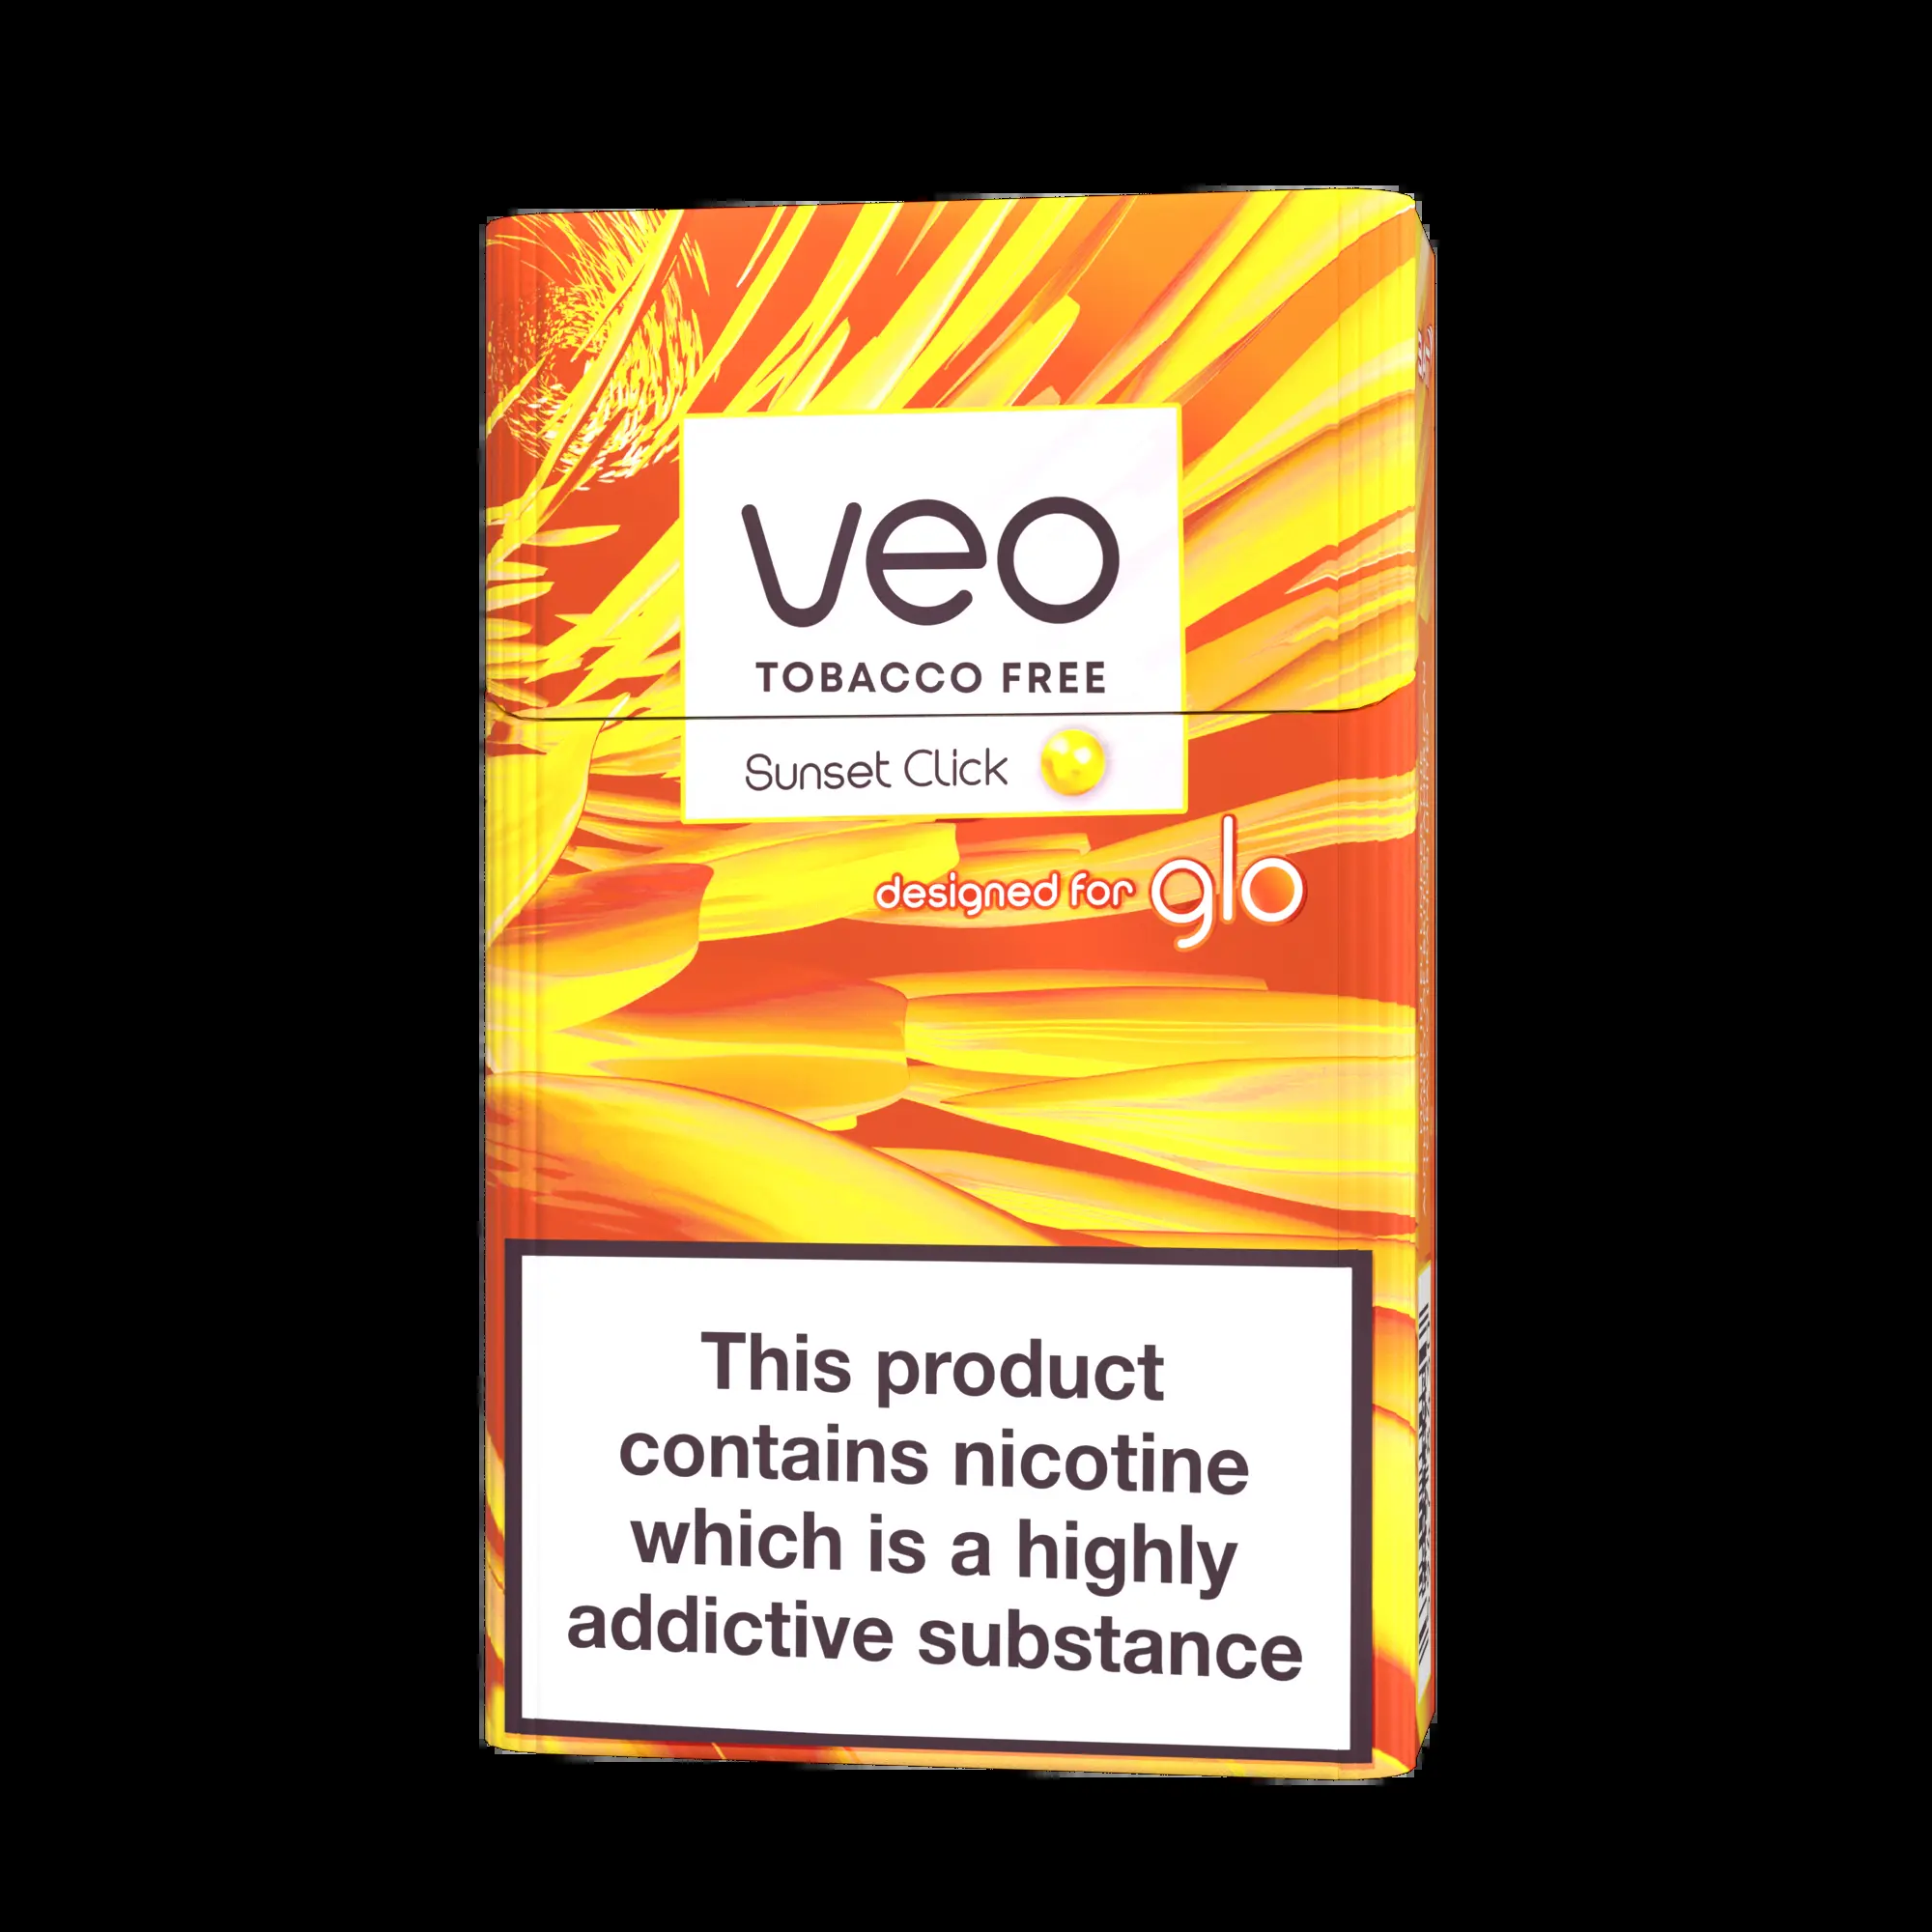 veo
TOBACCO FREE
Sunset Click
designed for glo
This product
contains nicotine
which is a highly
addictive substance